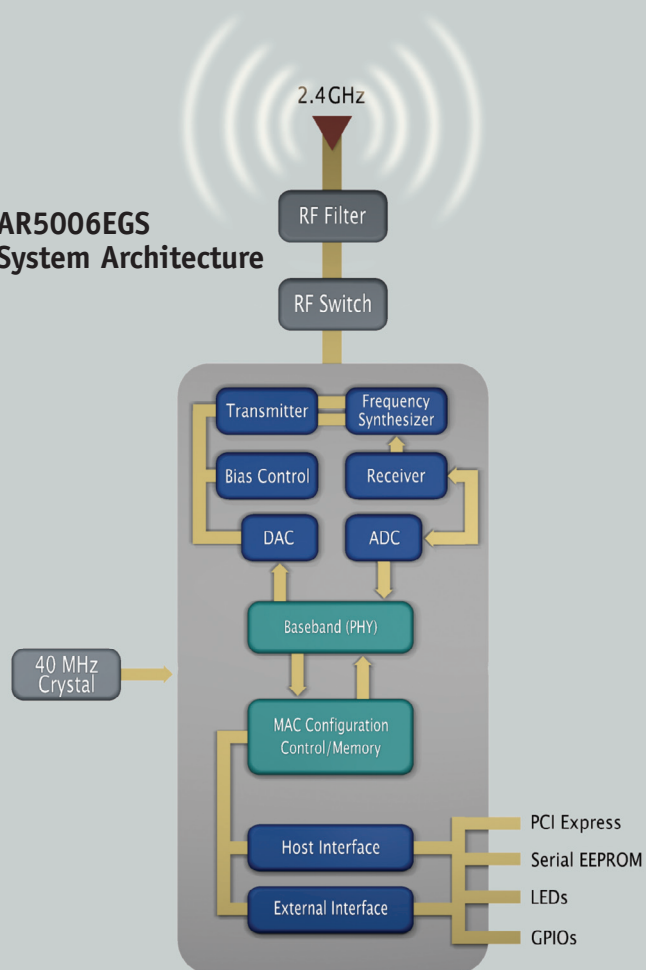 2.4GHz
AR5006EGS
System Architecture
RF Filter
RF Switch
Transmitter
Frequency
Synthesizer
Bias Control
Receiver
DAC
ADC
Baseband (PHY)
40 MHz
Crystal
MAC Configuration
Control/Memory
Host Interface
External Interface
PCI Express
Serial EEPROM
LEDs
GPIOs